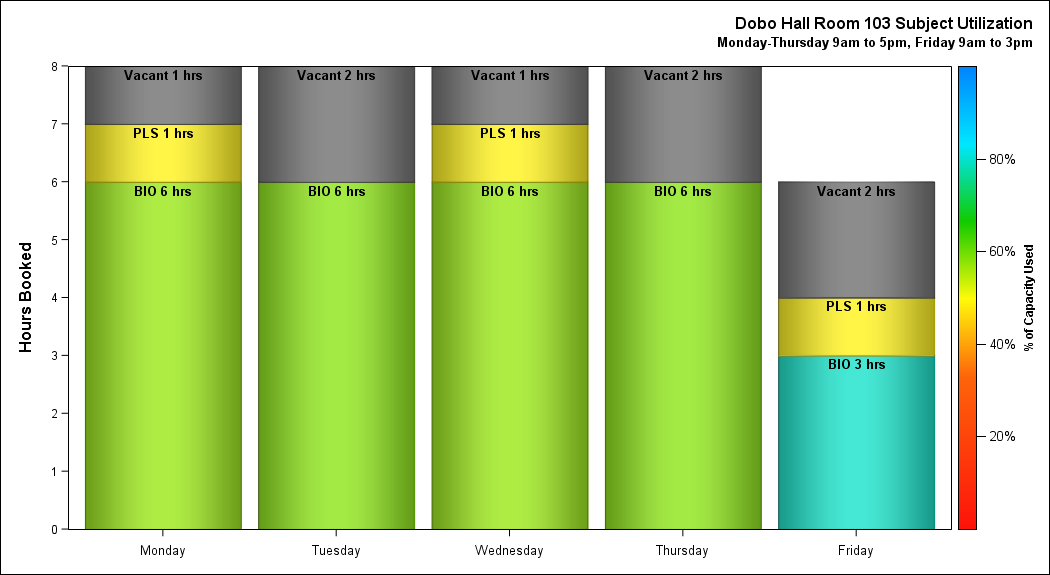 Dobo Hall Room 103 Subject Utilization
Monday-Thursday 9am to 5pm, Friday 9am to 3pm
Hours Booked
8
7
6
5
4
3
2
1
0
Vacant 1 hrs
PLS 1 hrs
BIO 6 hrs
Vacant 2 hrs
BIO 6 hrs
Vacant 1 hrs
PLS 1 hrs
BIO 6 hrs
Vacant 2 hrs
BIO 6 hrs
Vacant 2 hrs
PLS 1 hrs
BIO 3 hrs
Monday
Tuesday
Wednesday
Thursday
Friday
80%
60%
40%
20%
% of Capacity Used